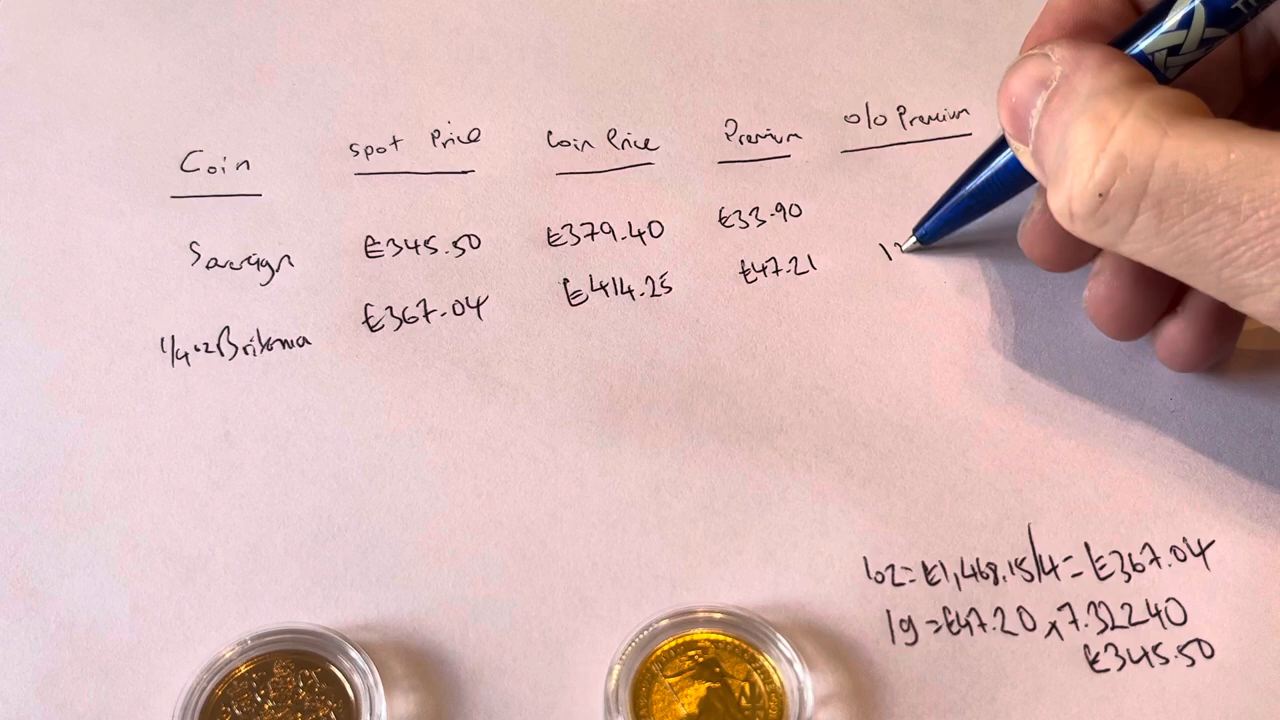 Coin Spot Price Coin Price Premium % Premium
Sovereign £345.50 £379.40 £33.90
1/4oz Britania £367.04 £414.25 £47.21
1oz=£1,468.15/4=£367.04
1g=£47.20 x 7.32240
£345.50